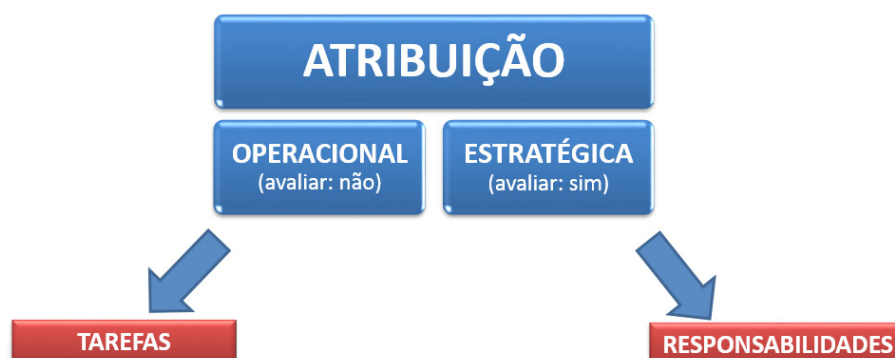 ATRIBUIÇÃO
OPERACIONAL
(avaliar: não)
ESTRATÉGICA
(avaliar: sim)
TAREFAS
RESPONSABILIDADES